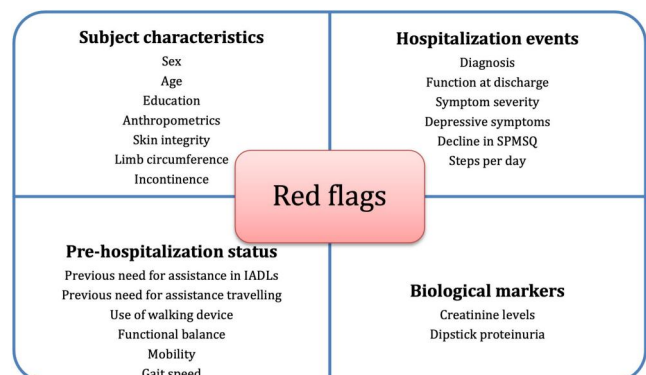 Subject characteristics
Sex
Age
Education
Anthropometrics
Skin integrity
Limb circumference
Incontinence
Hospitalization events
Diagnosis
Function at discharge
Symptom severity
Depressive symptoms
Decline in SPMSQ
Steps per day
Red flags
Pre-hospitalization status
Previous need for assistance in IADLs
Previous need for assistance travelling
Use of walking device
Functional balance
Mobility
Gait speed
Biological markers
Creatinine levels
Dipstick proteinuria